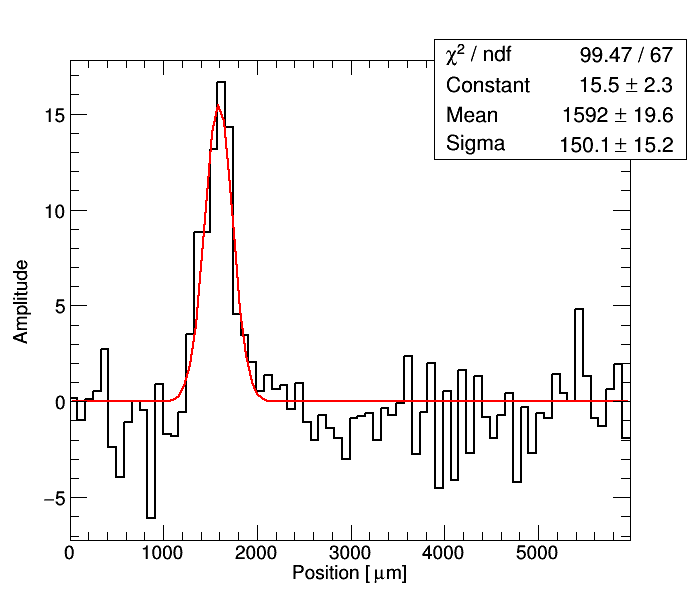 χ² / ndf 99.47 / 67
Constant 15.5 ± 2.3
Mean 1592 ± 19.6
Sigma 150.1 ± 15.2
15
10
5
0
−5
Amplitude
0 1000 2000 3000 4000 5000
Position [ μm]